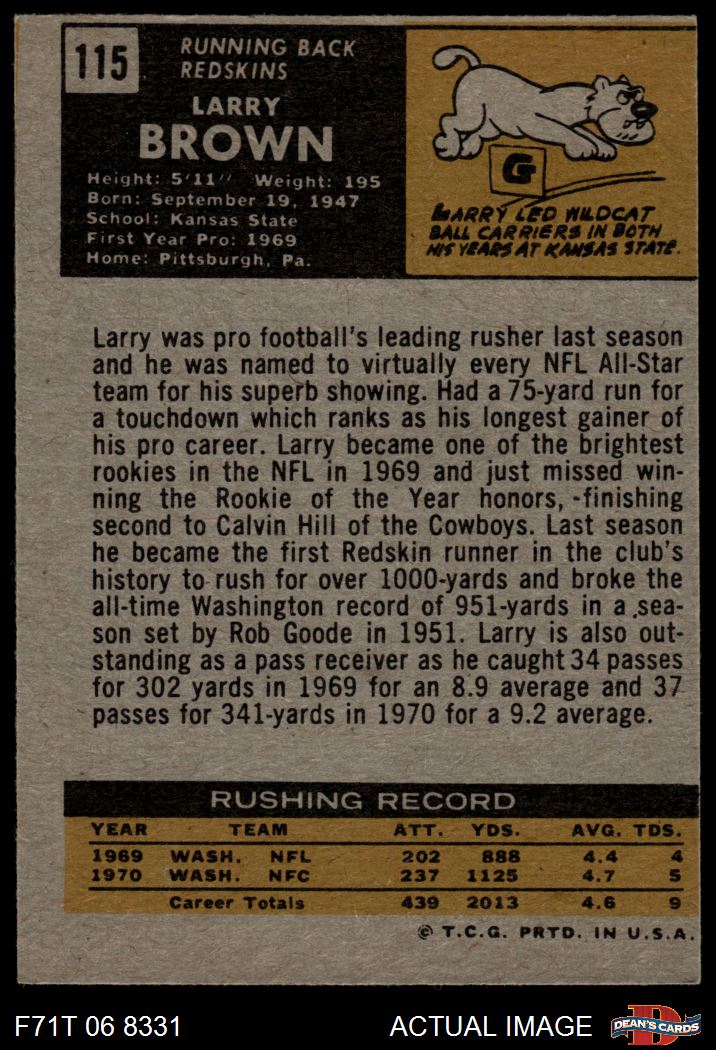 115
RUNNING BACK
REDSKINS
LARRY
BROWN
Height: 5'11" Weight: 195
Born: September 19, 1947
School: Kansas State
First Year Pro: 1969
Home: Pittsburgh, Pa.
G
LARRY LED WILDCAT
BALL CARRIERS IN BOTH
HIS YEARS AT KANSAS STATE.
Larry was pro football's leading rusher last season
and he was named to virtually every NFL All-Star
team for his superb showing. Had a 75-yard run for
a touchdown which ranks as his longest gainer of
his pro career. Larry became one of the brightest
rookies in the NFL in 1969 and just missed win-
ning the Rookie of the Year honors, -finishing
second to Calvin Hill of the Cowboys. Last season
he became the first Redskin runner in the club's
history to rush for over 1000-yards and broke the
all-time Washington record of 951-yards in a sea-
son set by Rob Goode in 1951. Larry is also out-
standing as a pass receiver as he caught 34 passes
for 302 yards in 1969 for an 8.9 average and 37
passes for 341-yards in 1970 for a 9.2 average.
RUSHING RECORD
YEAR TEAM ATT. YDS. AVG. TDS.
1969 WASH. NFL 202 888 4.4 4
1970 WASH. NFC 237 1125 4.7 5
Career Totals 439 2013 4.6 9
© T.C.G. PRTD. IN U.S.A.
F71T 06 8331 ACTUAL IMAGE DEAN'S CARDS